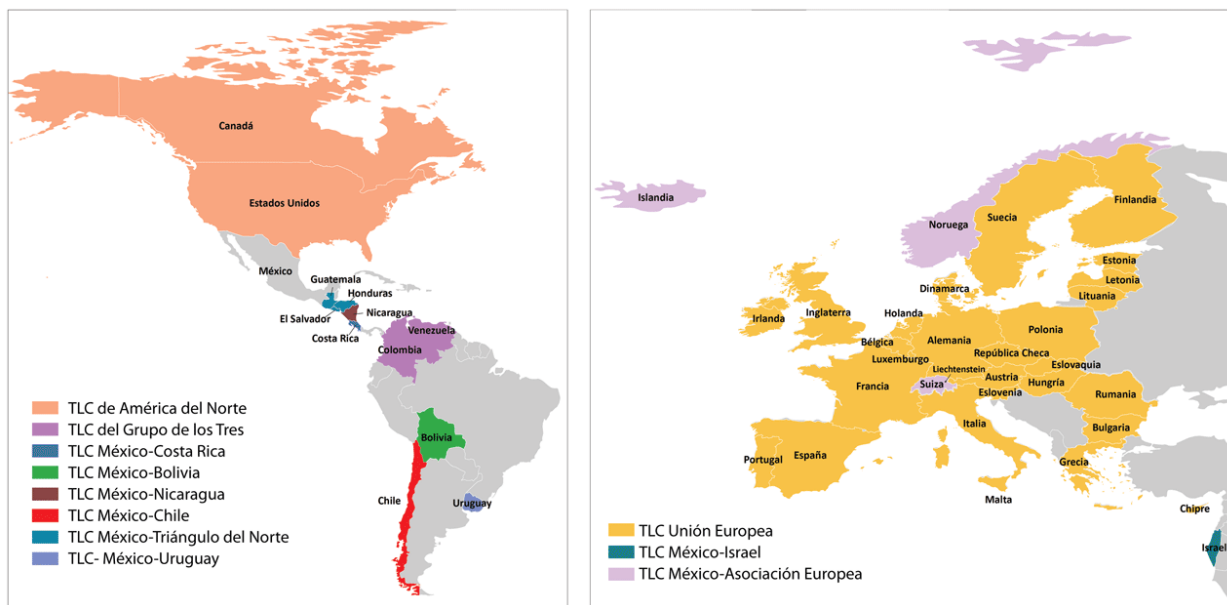 Canadá
Estados Unidos
México
Guatemala
Honduras
El Salvador
Nicaragua
Costa Rica
Venezuela
Colombia
Bolivia
Chile
Uruguay
TLC de América del Norte
TLC del Grupo de los Tres
TLC México-Costa Rica
TLC México-Bolivia
TLC México-Nicaragua
TLC México-Chile
TLC México-Triángulo del Norte
TLC- México-Uruguay
Islandia
Noruega
Suecia
Finlandia
Estonia
Letonia
Lituania
Dinamarca
Irlanda
Inglaterra
Holanda
Bélgica
Alemania
Polonia
Luxemburgo
República Checa
Eslovaquia
Liechtenstein
Francia
Suiza
Austria
Hungría
Eslovenia
Rumania
Italia
Bulgaria
Portugal
España
Grecia
Malta
Chipre
Israel
TLC Unión Europea
TLC México-Israel
TLC México-Asociación Europea